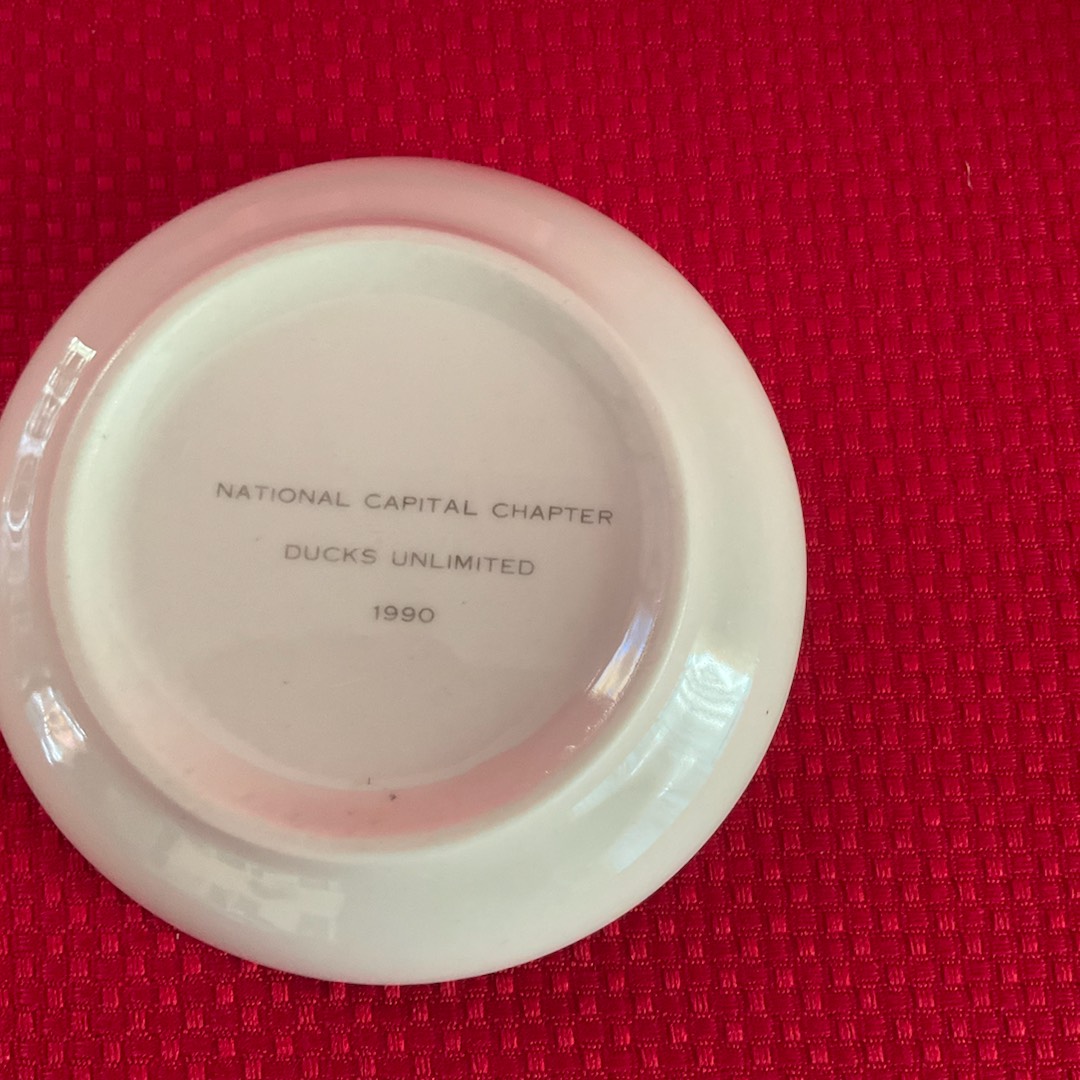 NATIONAL CAPITAL CHAPTER
DUCKS UNLIMITED
1990